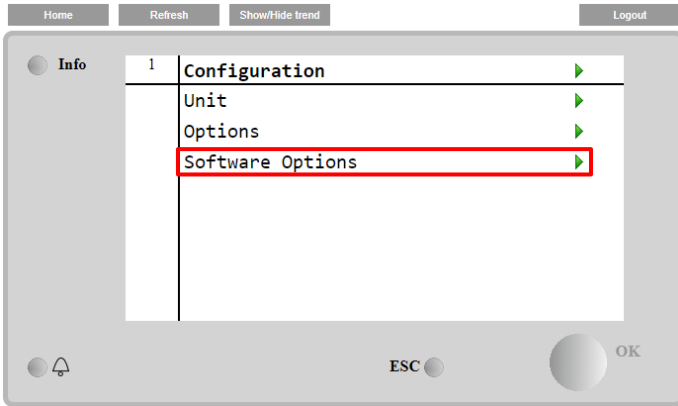 Home Refresh Show/Hide trend Logout
Info 1 Configuration
Unit
Options
Software Options
ESC OK